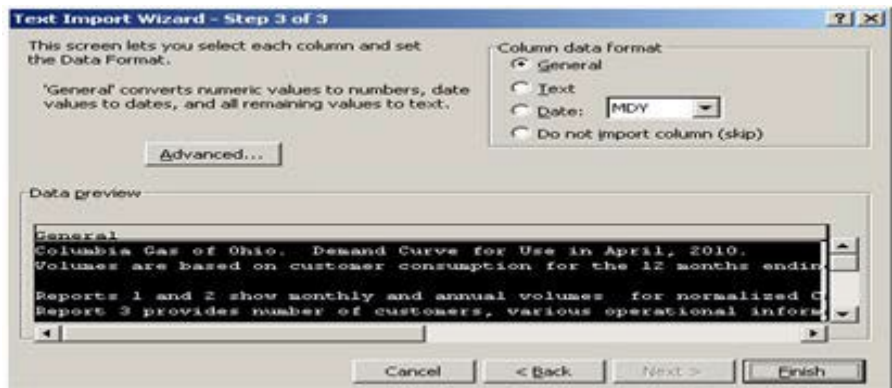 Text Import Wizard - Step 3 of 3
This screen lets you select each column and set
the Data Format.
'General' converts numeric values to numbers, date
values to dates, and all remaining values to text.
Advanced...
Column data format
General
Text
Date: MDY
Do not import column (skip)
Data preview
General
Columbia Gas of Ohio. Demand Curve for Use in April, 2010.
Volumes are based on customer consumption for the 12 months endin
Reports 1 and 2 show monthly and annual volumes for normalized C
Report 3 provides number of customers, various operational inform
Cancel
< Back
Next >
Finish